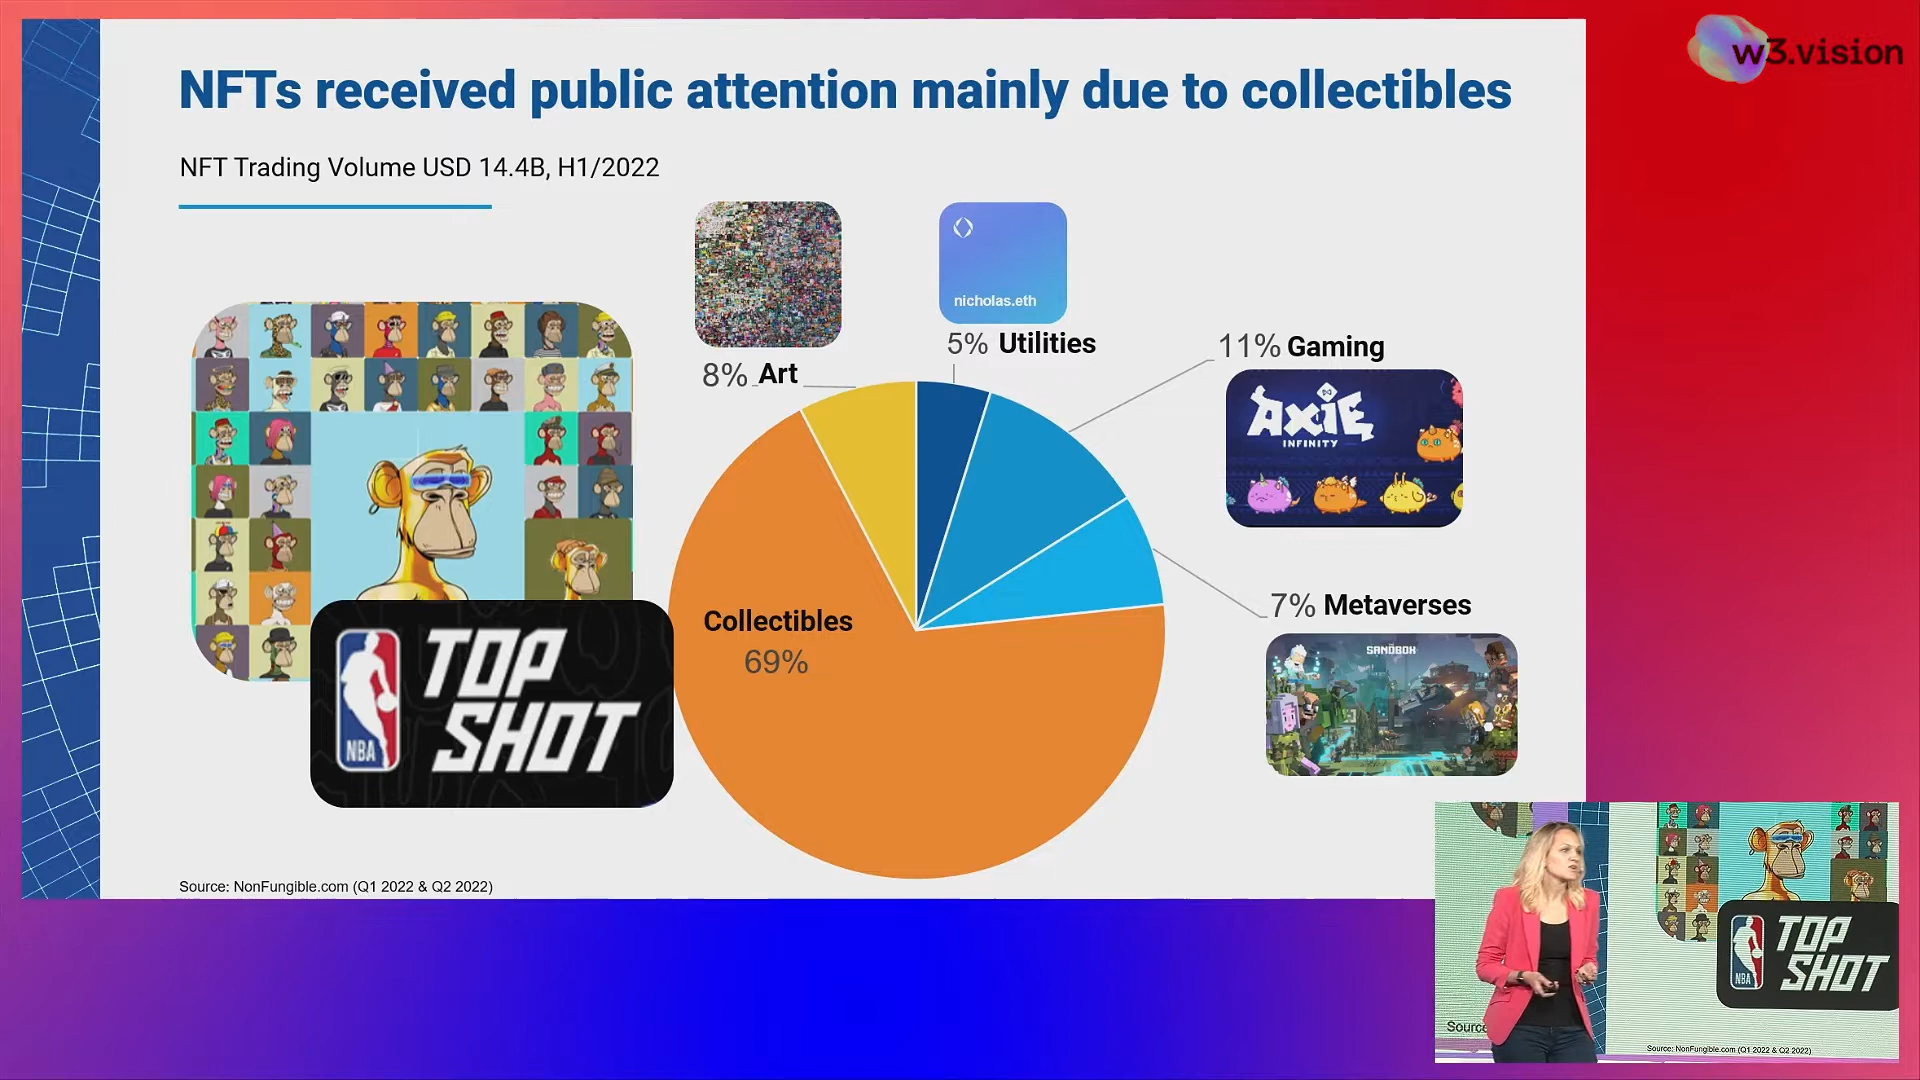 w3.vision
NFTs received public attention mainly due to collectibles
NFT Trading Volume USD 14.4B, H1/2022
nicholas.eth
5% Utilities
8% Art
11% Gaming
AXIE
INFINITY
7% Metaverses
SANDBOX
Collectibles
69%
TOP
SHOT
NBA
Source: NonFungible.com (Q1 2022 & Q2 2022)
TOP
SHOT
NBA
Source
Source: NonFungible.com (Q1 2022 & Q2 2022)